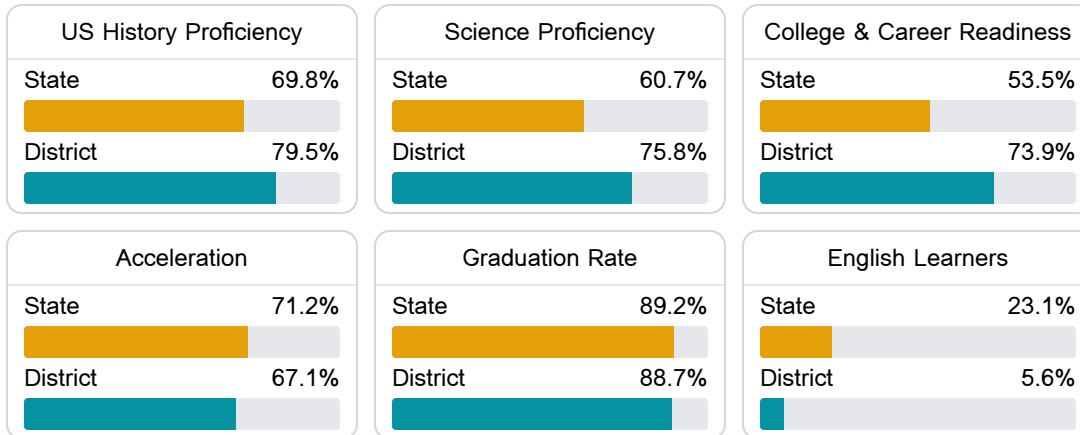 US History Proficiency
State 69.8%
District 79.5%
Science Proficiency
State 60.7%
District 75.8%
College & Career Readiness
State 53.5%
District 73.9%
Acceleration
State 71.2%
District 67.1%
Graduation Rate
State 89.2%
District 88.7%
English Learners
State 23.1%
District 5.6%